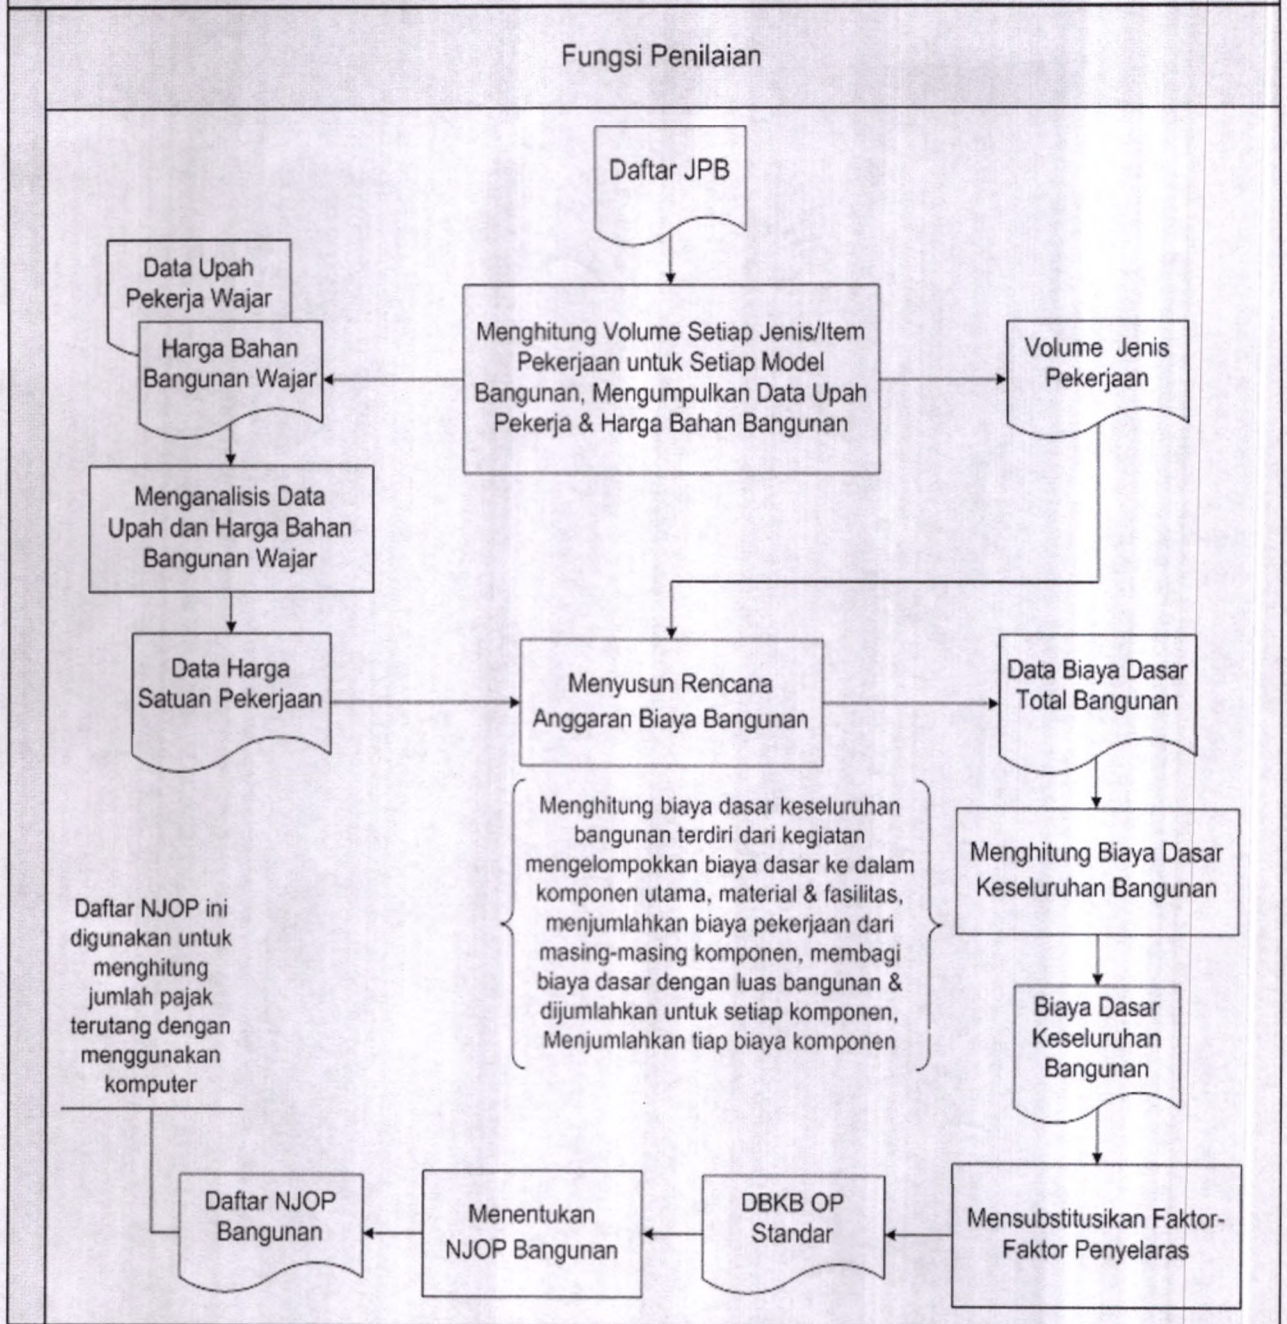 Fungsi Penilaian
Daftar JPB
Data Upah
Pekerja Wajar
Harga Bahan
Bangunan Wajar
Menghitung Volume Setiap Jenis/Item
Pekerjaan untuk Setiap Model
Bangunan, Mengumpulkan Data Upah
Pekerja & Harga Bahan Bangunan
Volume Jenis
Pekerjaan
Menganalisis Data
Upah dan Harga Bahan
Bangunan Wajar
Data Harga
Satuan Pekerjaan
Menyusun Rencana
Anggaran Biaya Bangunan
Data Biaya Dasar
Total Bangunan
Menghitung biaya dasar keseluruhan
bangunan terdiri dari kegiatan
mengelompokkan biaya dasar ke dalam
komponen utama, material & fasilitas,
menjumlahkan biaya pekerjaan dari
masing-masing komponen, membagi
biaya dasar dengan luas bangunan &
dijumlahkan untuk setiap komponen,
Menjumlahkan tiap biaya komponen
Menghitung Biaya Dasar
Keseluruhan Bangunan
Biaya Dasar
Keseluruhan
Bangunan
Daftar NJOP ini
digunakan untuk
menghitung
jumlah pajak
terutang dengan
menggunakan
komputer
Daftar NJOP
Bangunan
Menentukan
NJOP Bangunan
DBKB OP
Standar
Mensubstitusikan Faktor-
Faktor Penyelaras